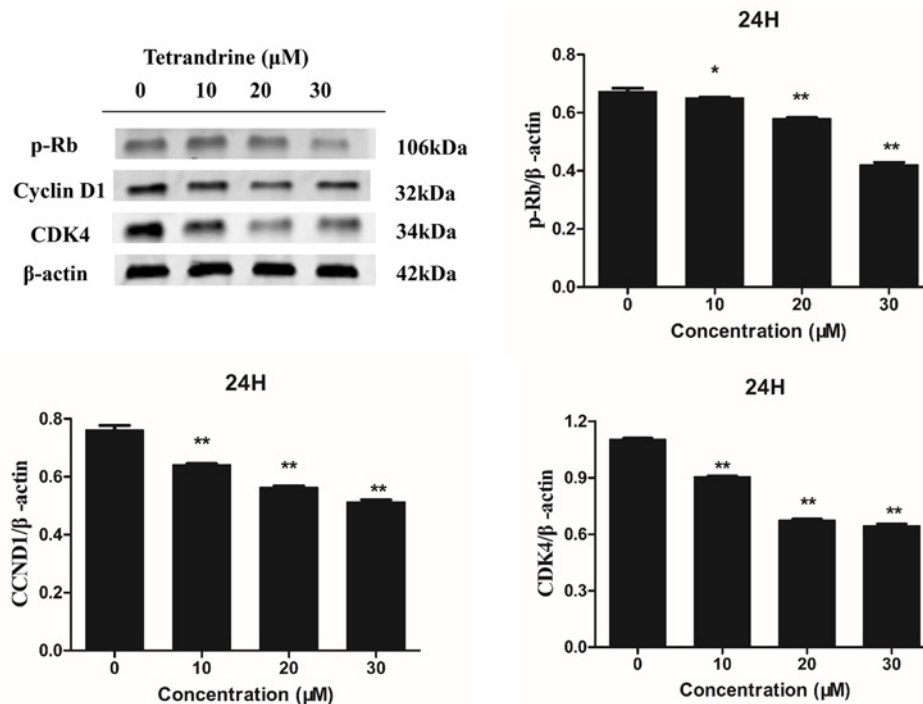 Tetrandrine (μM)
0 10 20 30
p-Rb 106kDa
Cyclin D1 32kDa
CDK4 34kDa
β-actin 42kDa
24H
p-Rb/β -actin
0.8
0.6
0.4
0.2
0.0
* ** **
0 10 20 30
Concentration (μM)
24H
CCND1/β -actin
0.8
0.6
0.4
0.2
0.0
** ** **
0 10 20 30
Concentration (μM)
24H
CDK4/β -actin
1.2
0.9
0.6
0.3
0.0
** ** **
0 10 20 30
Concentration (μM)